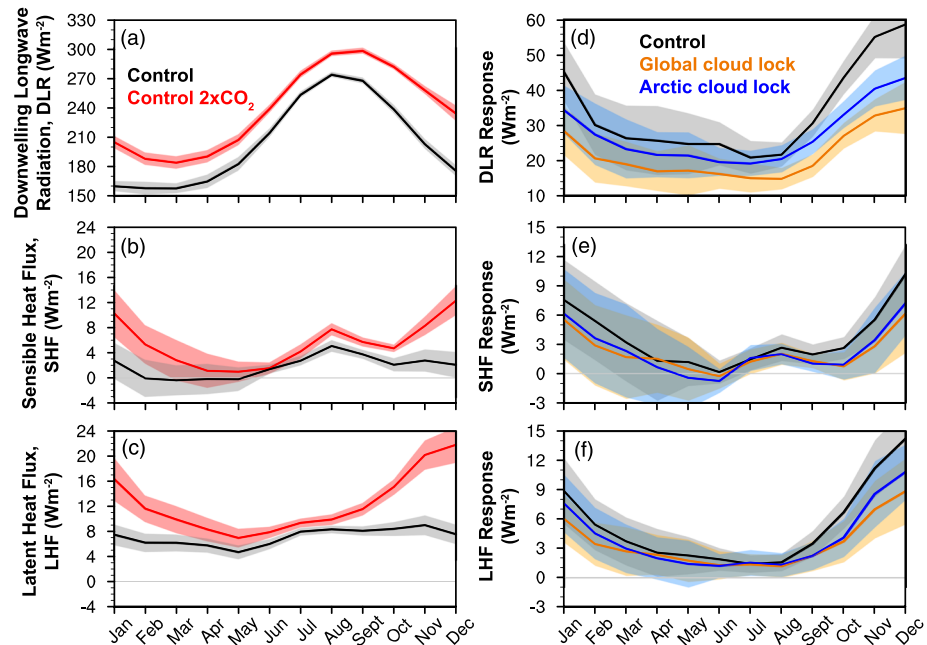 Downwelling Longwave
Radiation, DLR (Wm-2)
330
300
270
240
210
180
150
(a)
Control
Control 2xCO2
Sensible Heat Flux,
SHF (Wm-2)
24
20
16
12
8
4
0
-4
(b)
Latent Heat Flux,
LHF (Wm-2)
24
20
16
12
8
4
0
-4
(c)
Jan Feb Mar Apr May Jun Jul Aug Sept Oct Nov Dec
DLR Response
(Wm-2)
60
50
40
30
20
10
(d)
Control
Global cloud lock
Arctic cloud lock
SHF Response
(Wm-2)
15
12
9
6
3
0
-3
(e)
LHF Response
(Wm-2)
15
12
9
6
3
0
-3
(f)
Jan Feb Mar Apr May Jun Jul Aug Sept Oct Nov Dec